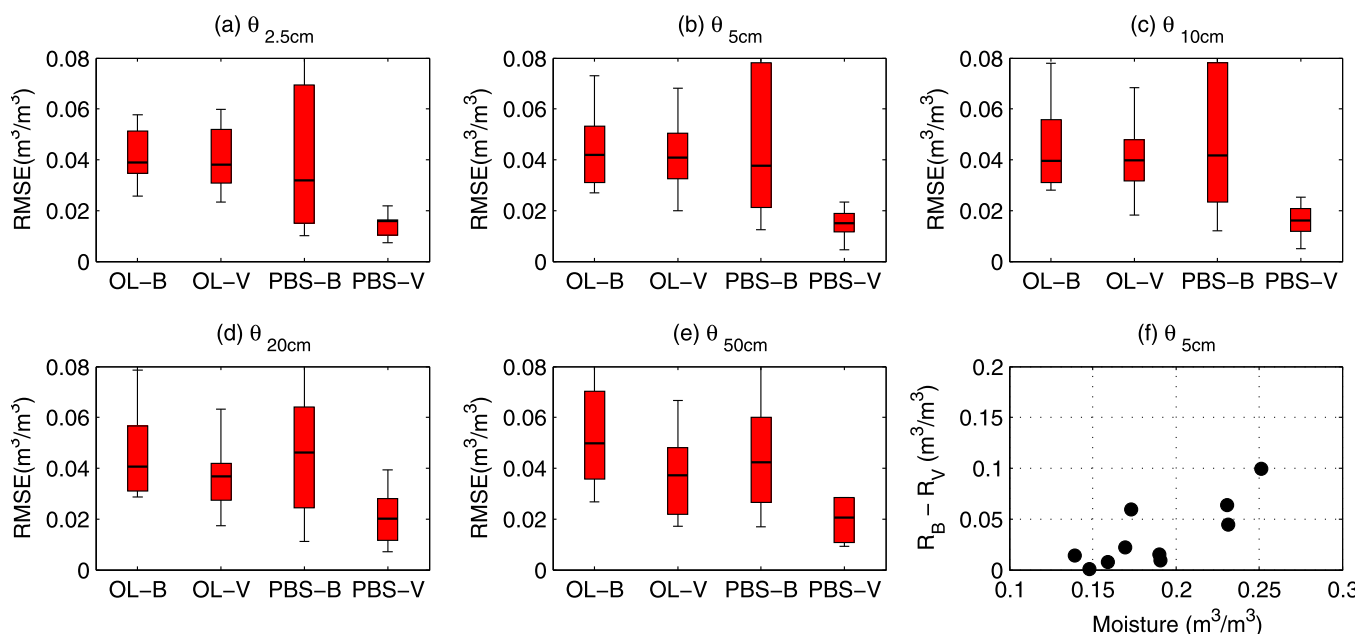 (a) θ 2.5cm
RMSE(m³/m³)
0.08
0.06
0.04
0.02
0
OL−B OL−V PBS−B PBS−V
(b) θ 5cm
RMSE(m³/m³)
0.08
0.06
0.04
0.02
0
OL−B OL−V PBS−B PBS−V
(c) θ 10cm
RMSE(m³/m³)
0.08
0.06
0.04
0.02
0
OL−B OL−V PBS−B PBS−V
(d) θ 20cm
RMSE(m³/m³)
0.08
0.06
0.04
0.02
0
OL−B OL−V PBS−B PBS−V
(e) θ 50cm
RMSE(m³/m³)
0.08
0.06
0.04
0.02
0
OL−B OL−V PBS−B PBS−V
(f) θ 5cm
R_B − R_V (m³/m³)
0.2
0.15
0.1
0.05
0
0.1 0.15 0.2 0.25 0.3
Moisture (m³/m³)